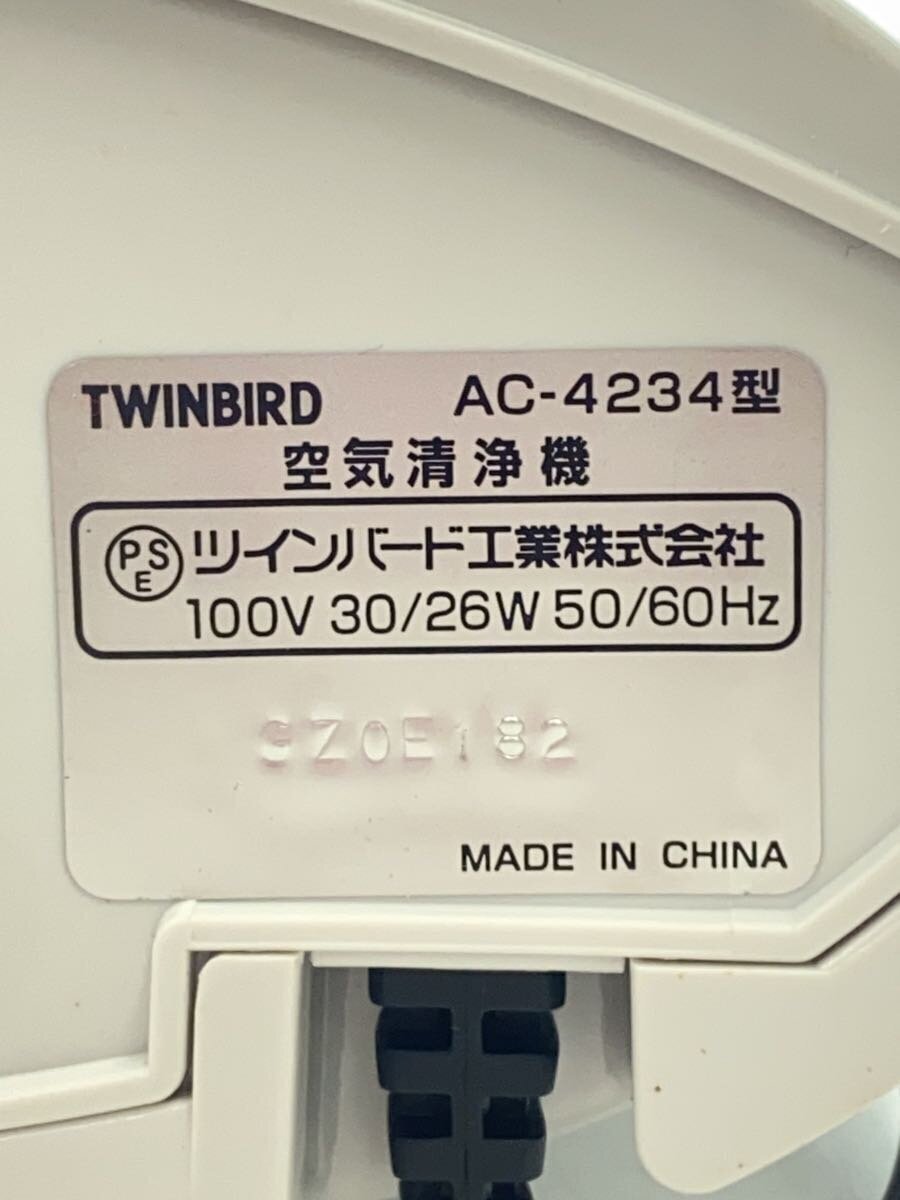 TWINBIRD AC-4234型
空気清浄機
PSE ツインバード工業株式会社
100V 30/26W 50/60Hz
GZ0E182
MADE IN CHINA